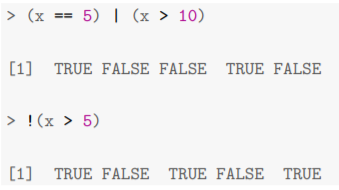 > (x == 5) | (x > 10)
[1]  TRUE FALSE FALSE  TRUE FALSE
> !(x > 5)
[1]  TRUE FALSE  TRUE FALSE  TRUE